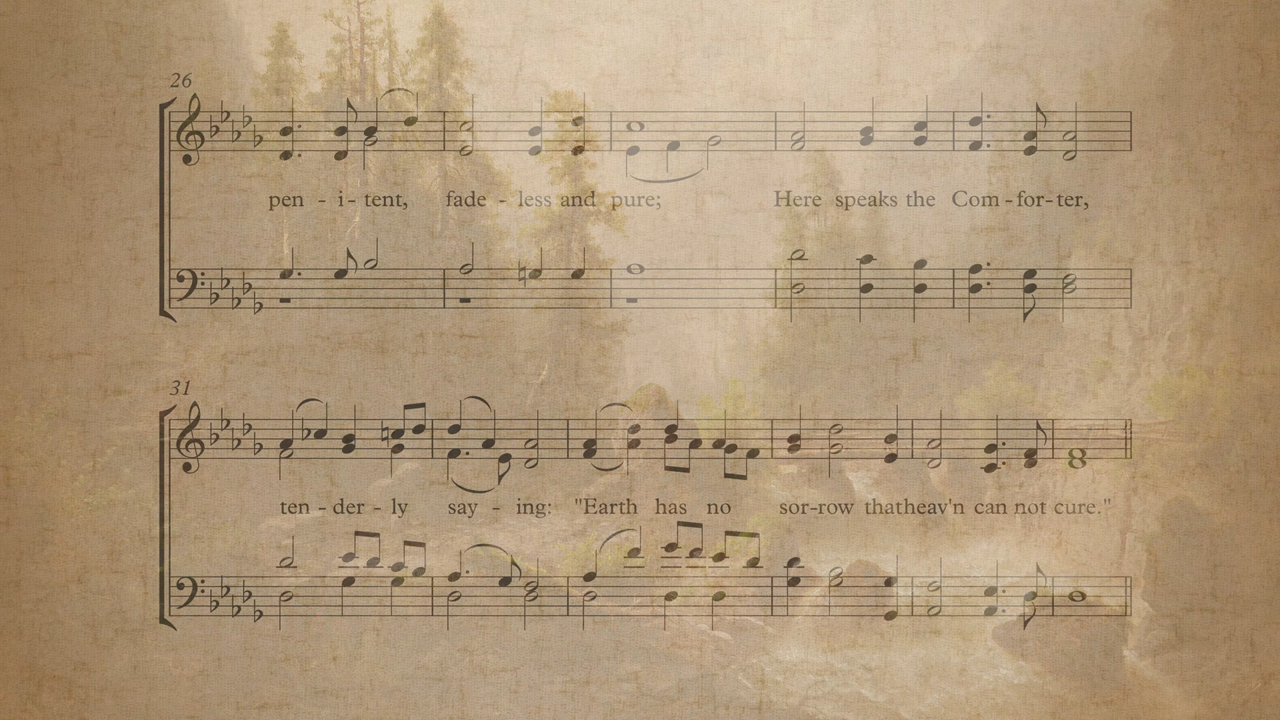 26
pen - i - tent, fade - less and pure; Here speaks the Com - for - ter,
31
ten - der - ly say - ing: "Earth has no sor-row thatheav'n can not cure."